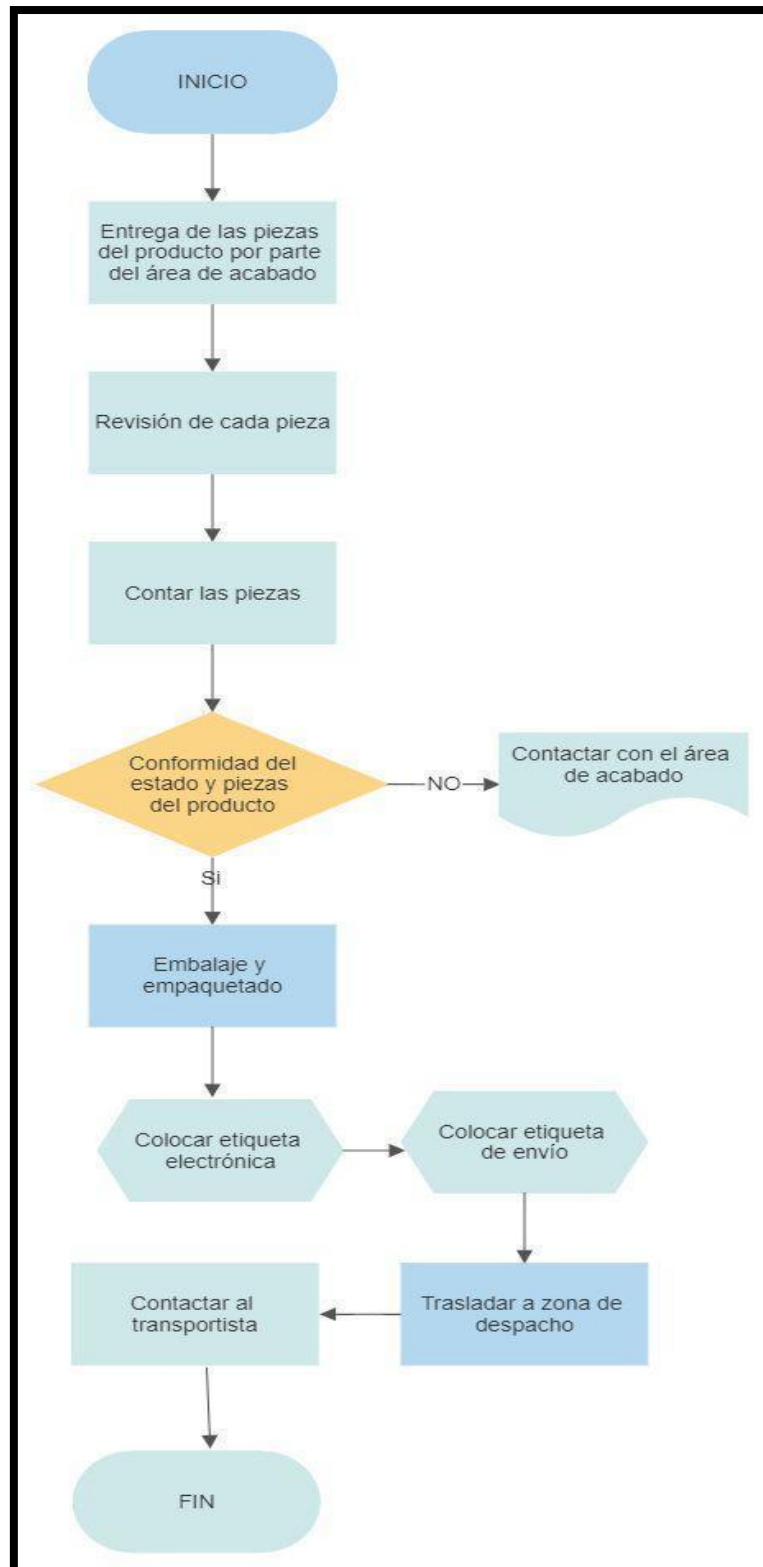 INICIO
Entrega de las piezas
del producto por parte
del área de acabado
Revisión de cada pieza
Contar las piezas
Conformidad del
estado y piezas
del producto
NO
Contactar con el área
de acabado
Si
Embalaje y
empaquetado
Colocar etiqueta
electrónica
Colocar etiqueta
de envío
Trasladar a zona de
despacho
Contactar al
transportista
FIN